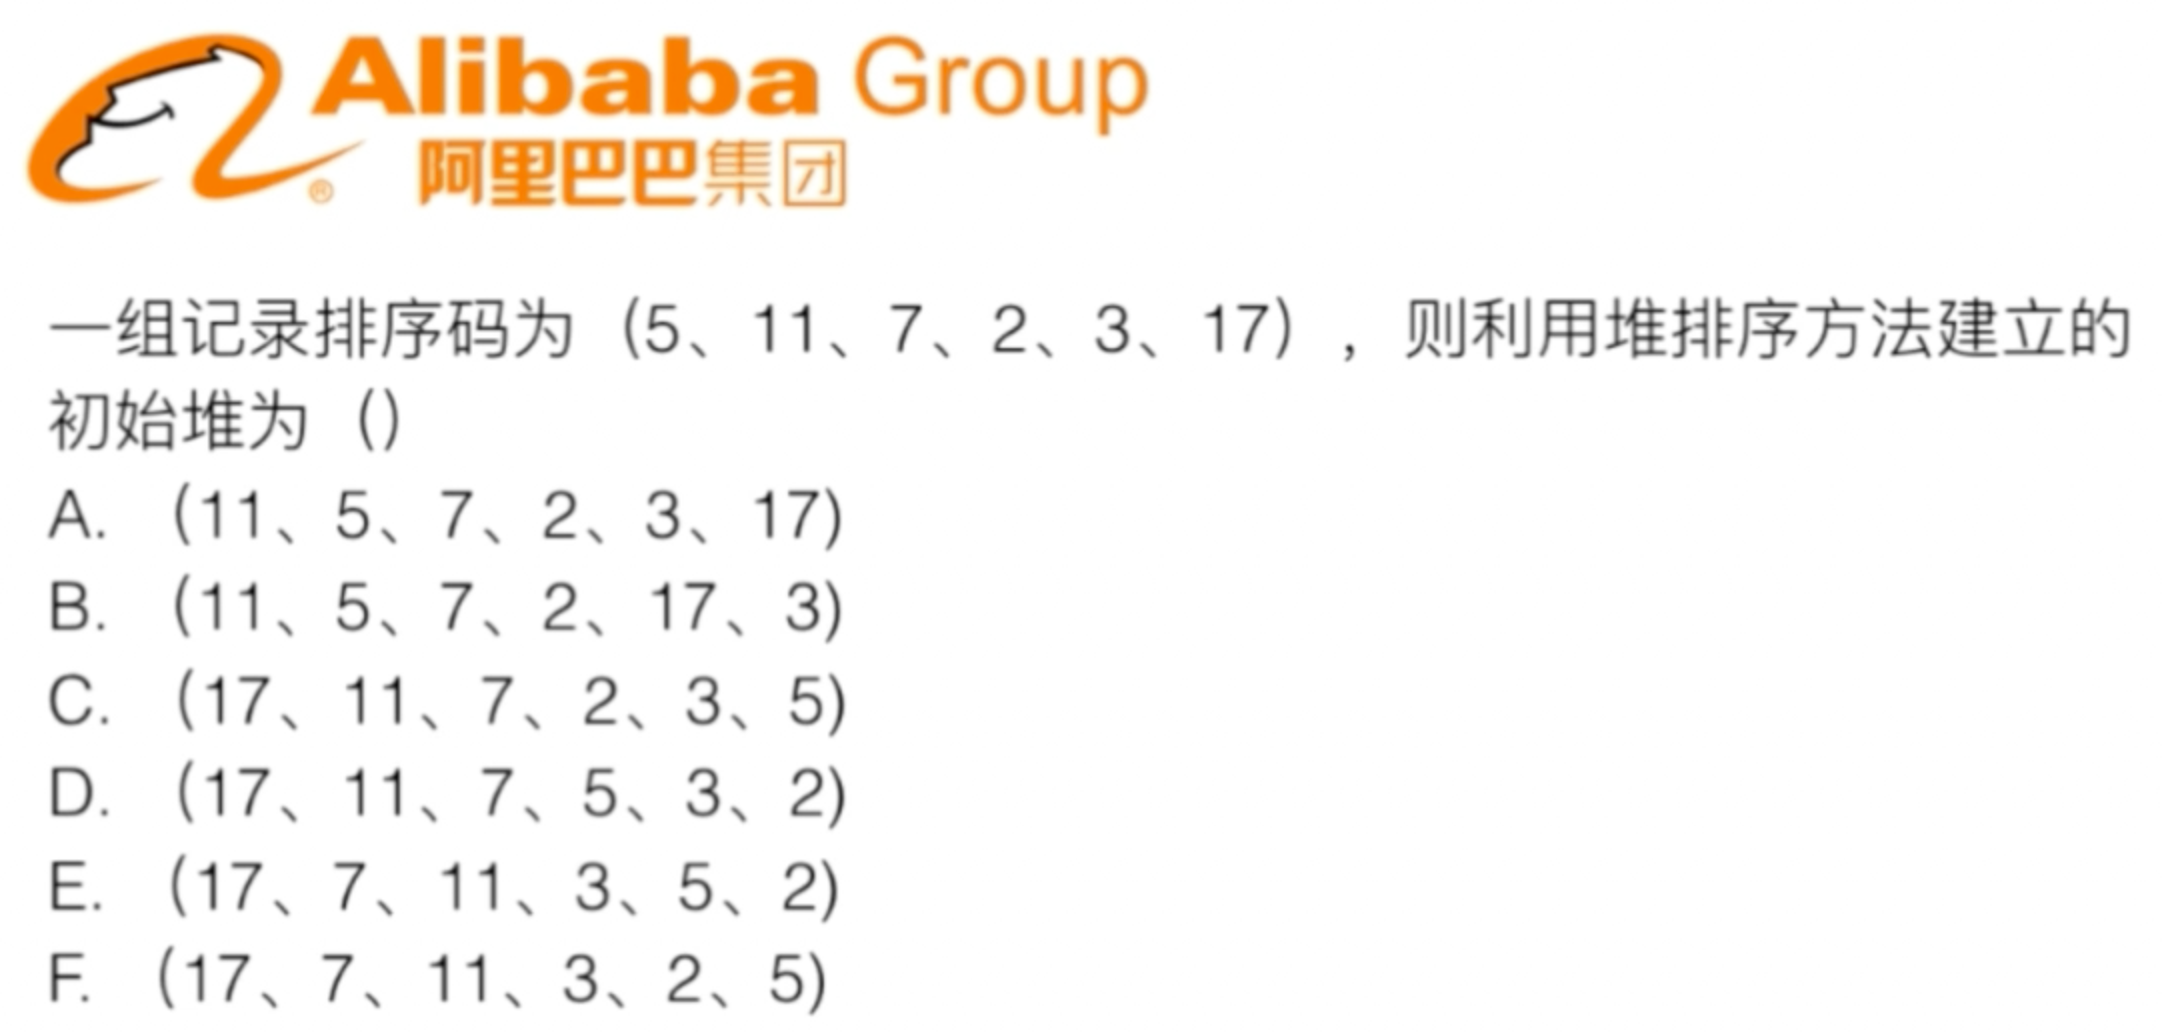 Alibaba Group
阿里巴巴集团
一组记录排序码为（5、11、7、2、3、17），则利用堆排序方法建立的
初始堆为（）
A. （11、5、7、2、3、17）
B. （11、5、7、2、17、3）
C. （17、11、7、2、3、5）
D. （17、11、7、5、3、2）
E. （17、7、11、3、5、2）
F. （17、7、11、3、2、5）